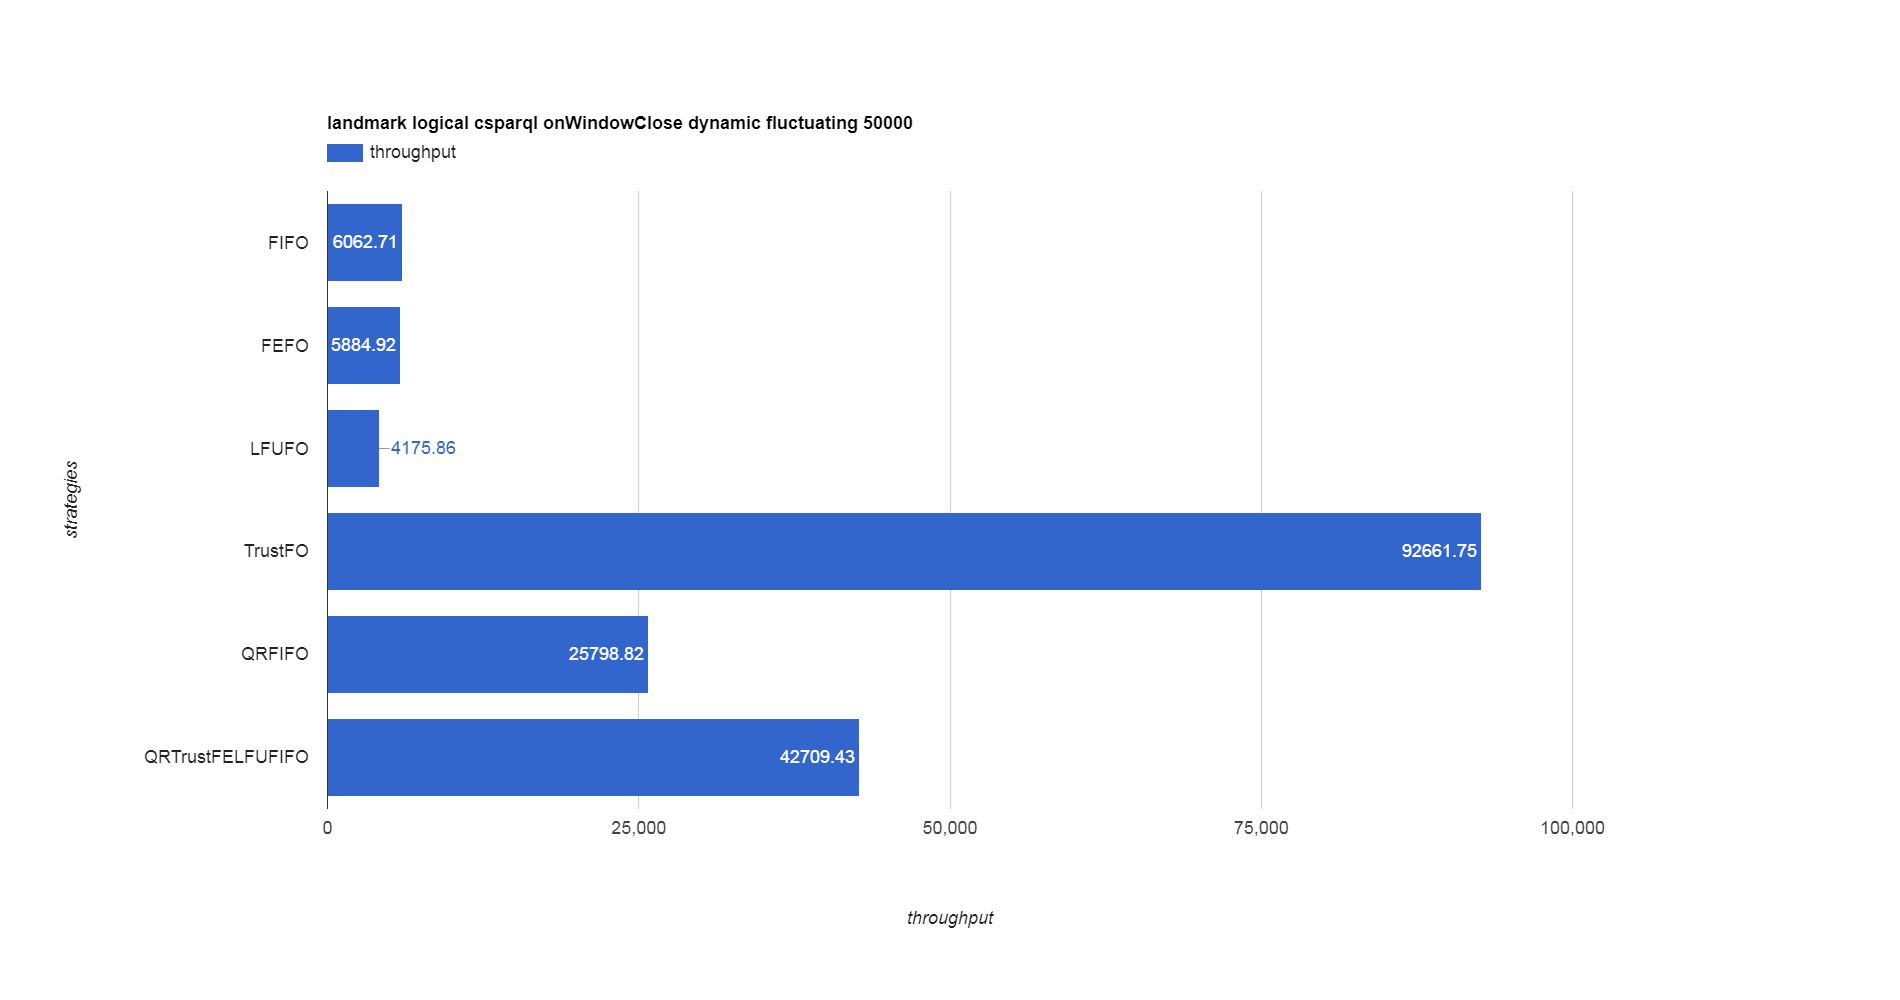 landmark logical csparql onWindowClose dynamic fluctuating 50000
throughput
strategies
FIFO 6062.71
FEFO 5884.92
LFUFO 4175.86
TrustFO 92661.75
QRFIFO 25798.82
QRTrustFELFUFIFO 42709.43
0 25,000 50,000 75,000 100,000
throughput